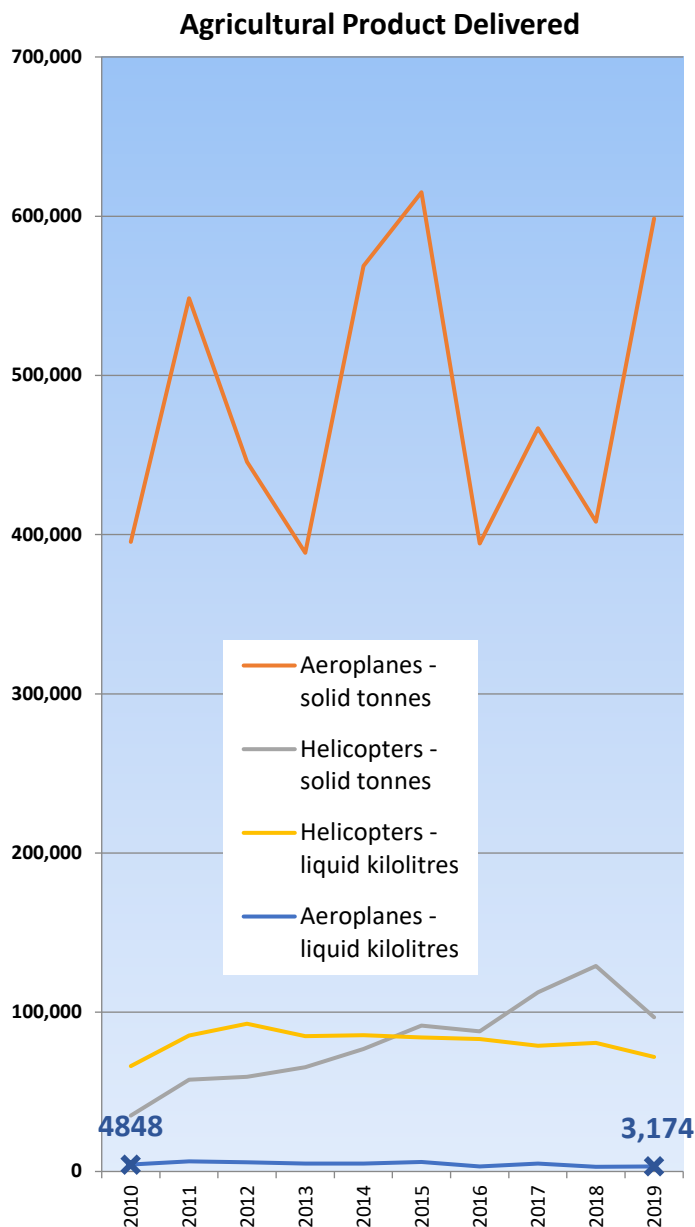 Agricultural Product Delivered
700,000
600,000
500,000
400,000
300,000
200,000
100,000
0
Aeroplanes -
solid tonnes
Helicopters -
solid tonnes
Helicopters -
liquid kilolitres
Aeroplanes -
liquid kilolitres
4848
3,174
2010
2011
2012
2013
2014
2015
2016
2017
2018
2019